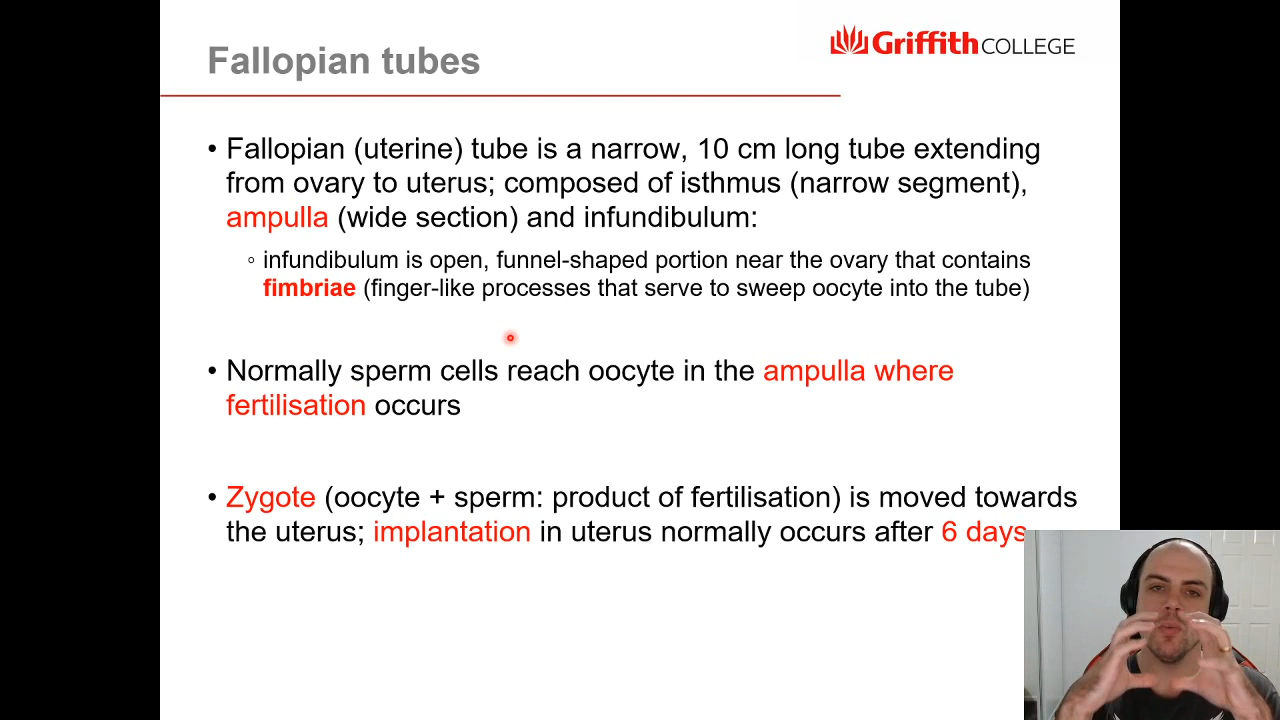 Fallopian tubes
Griffith COLLEGE
• Fallopian (uterine) tube is a narrow, 10 cm long tube extending
from ovary to uterus; composed of isthmus (narrow segment),
ampulla (wide section) and infundibulum:
◦ infundibulum is open, funnel-shaped portion near the ovary that contains
fimbriae (finger-like processes that serve to sweep oocyte into the tube)
• Normally sperm cells reach oocyte in the ampulla where
fertilisation occurs
• Zygote (oocyte + sperm: product of fertilisation) is moved towards
the uterus; implantation in uterus normally occurs after 6 days